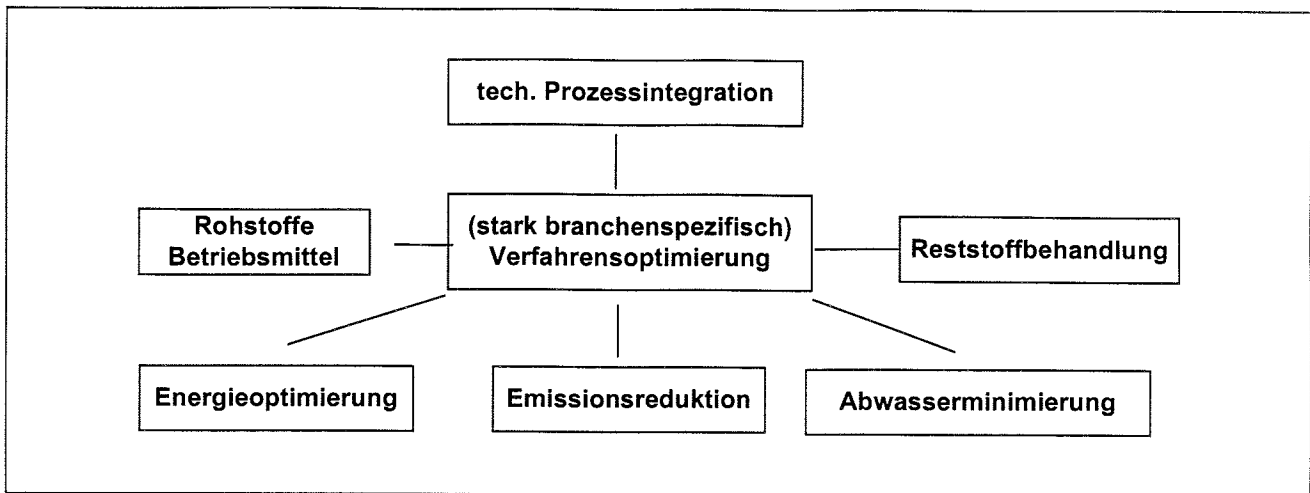 tech. Prozessintegration
Rohstoffe
Betriebsmittel
(stark branchenspezifisch)
Verfahrensoptimierung
Reststoffbehandlung
Energieoptimierung
Emissionsreduktion
Abwasserminimierung